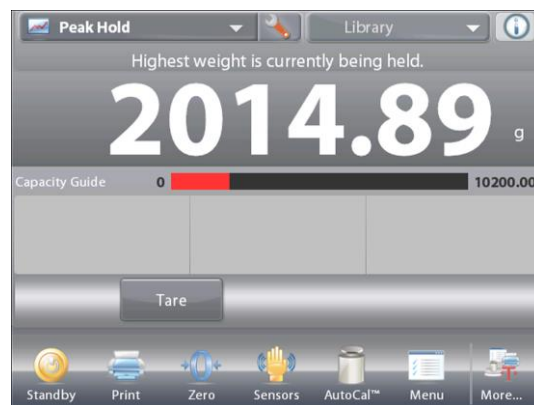 Peak Hold Library
Highest weight is currently being held.
2014.89 g
Capacity Guide 0 10200.00
Tare
Standby Print Zero Sensors AutoCal™ Menu More...